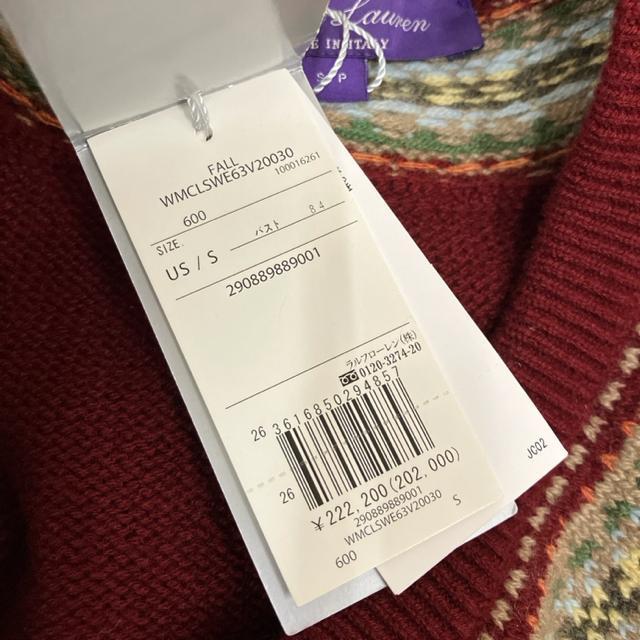 Lauren
IN ITALY
S/P
FALL
WMCLSWE63V20030
100016261
600
SIZE.
US / S
バスト 84
290889889001
ラルフローレン(株)
0120-3274-20
26 3616850294857
26
¥ 222,200(202,000)
290889889001
WMCLSWE63V20030
600 S
JC02